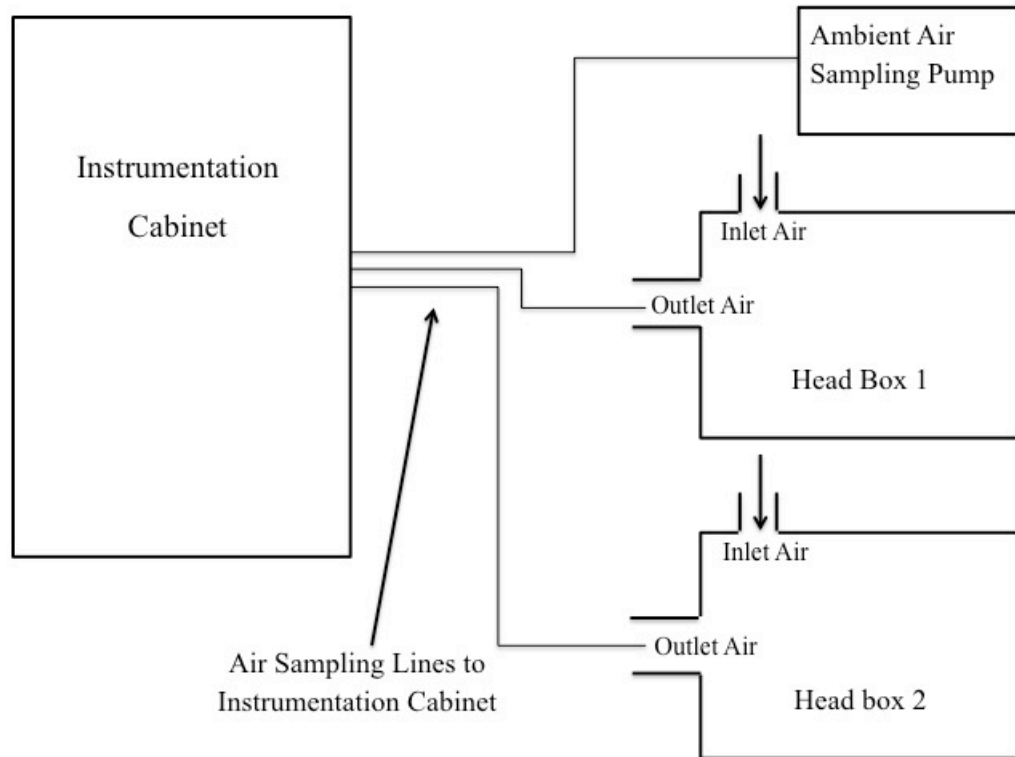 Instrumentation
Cabinet
Ambient Air
Sampling Pump
Inlet Air
Outlet Air
Head Box 1
Inlet Air
Outlet Air
Head box 2
Air Sampling Lines to
Instrumentation Cabinet